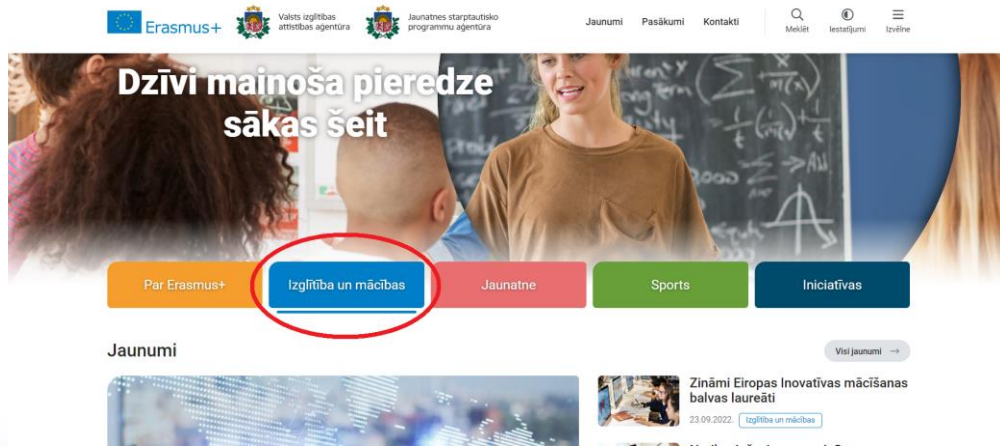 Erasmus+
Valsts izglītības
attīstības aģentūra
Jaunatnes starptautisko
programmu aģentūra
Jaunumi
Pasākumi
Kontakti
Meklēt
Iestatījumi
Izvēlne
Dzīvi mainoša pieredze
sākas šeit
Par Erasmus+
Izglītība un mācības
Jaunatne
Sports
Iniciatīvas
Jaunumi
Visi jaunumi →
Zināmi Eiropas Inovatīvas mācīšanas
balvas laureāti
23.09.2022.
Izglītība un mācības